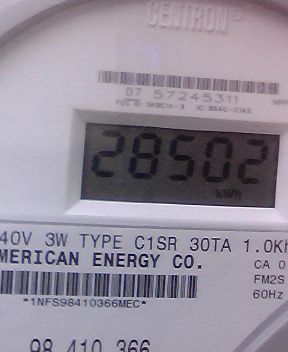 CENTRON®
07 57245311
28502
kWh
40V 3W TYPE C1SR 30TA 1.0Kh
MERICAN ENERGY CO.
CA 0
FM2S
60Hz
*1NFS98410366MEC*
98 410 366